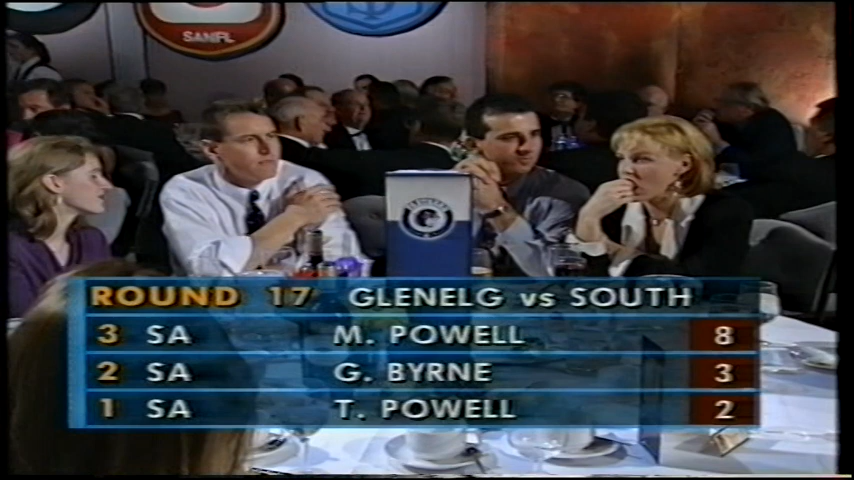 SANFL
ROUND 17 GLENELG vs SOUTH
3 SA M. POWELL 8
2 SA G. BYRNE 3
1 SA T. POWELL 2